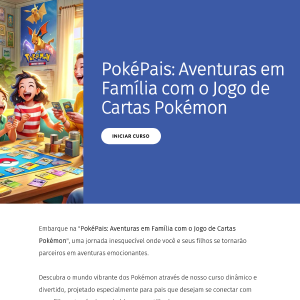 POKÉMON
PokéPais: Aventuras em
Família com o Jogo de
Cartas Pokémon
INICIAR CURSO
Embarque na "PokéPais: Aventuras em Família com o jogo de Cartas
Pokémon", uma jornada inesquecível onde você e seus filhos se tornarão
parceiros em aventuras emocionantes.
Descubra o mundo vibrante dos Pokémon através de nosso curso dinâmico e
divertido, projetado especialmente para pais que desejam se conectar com